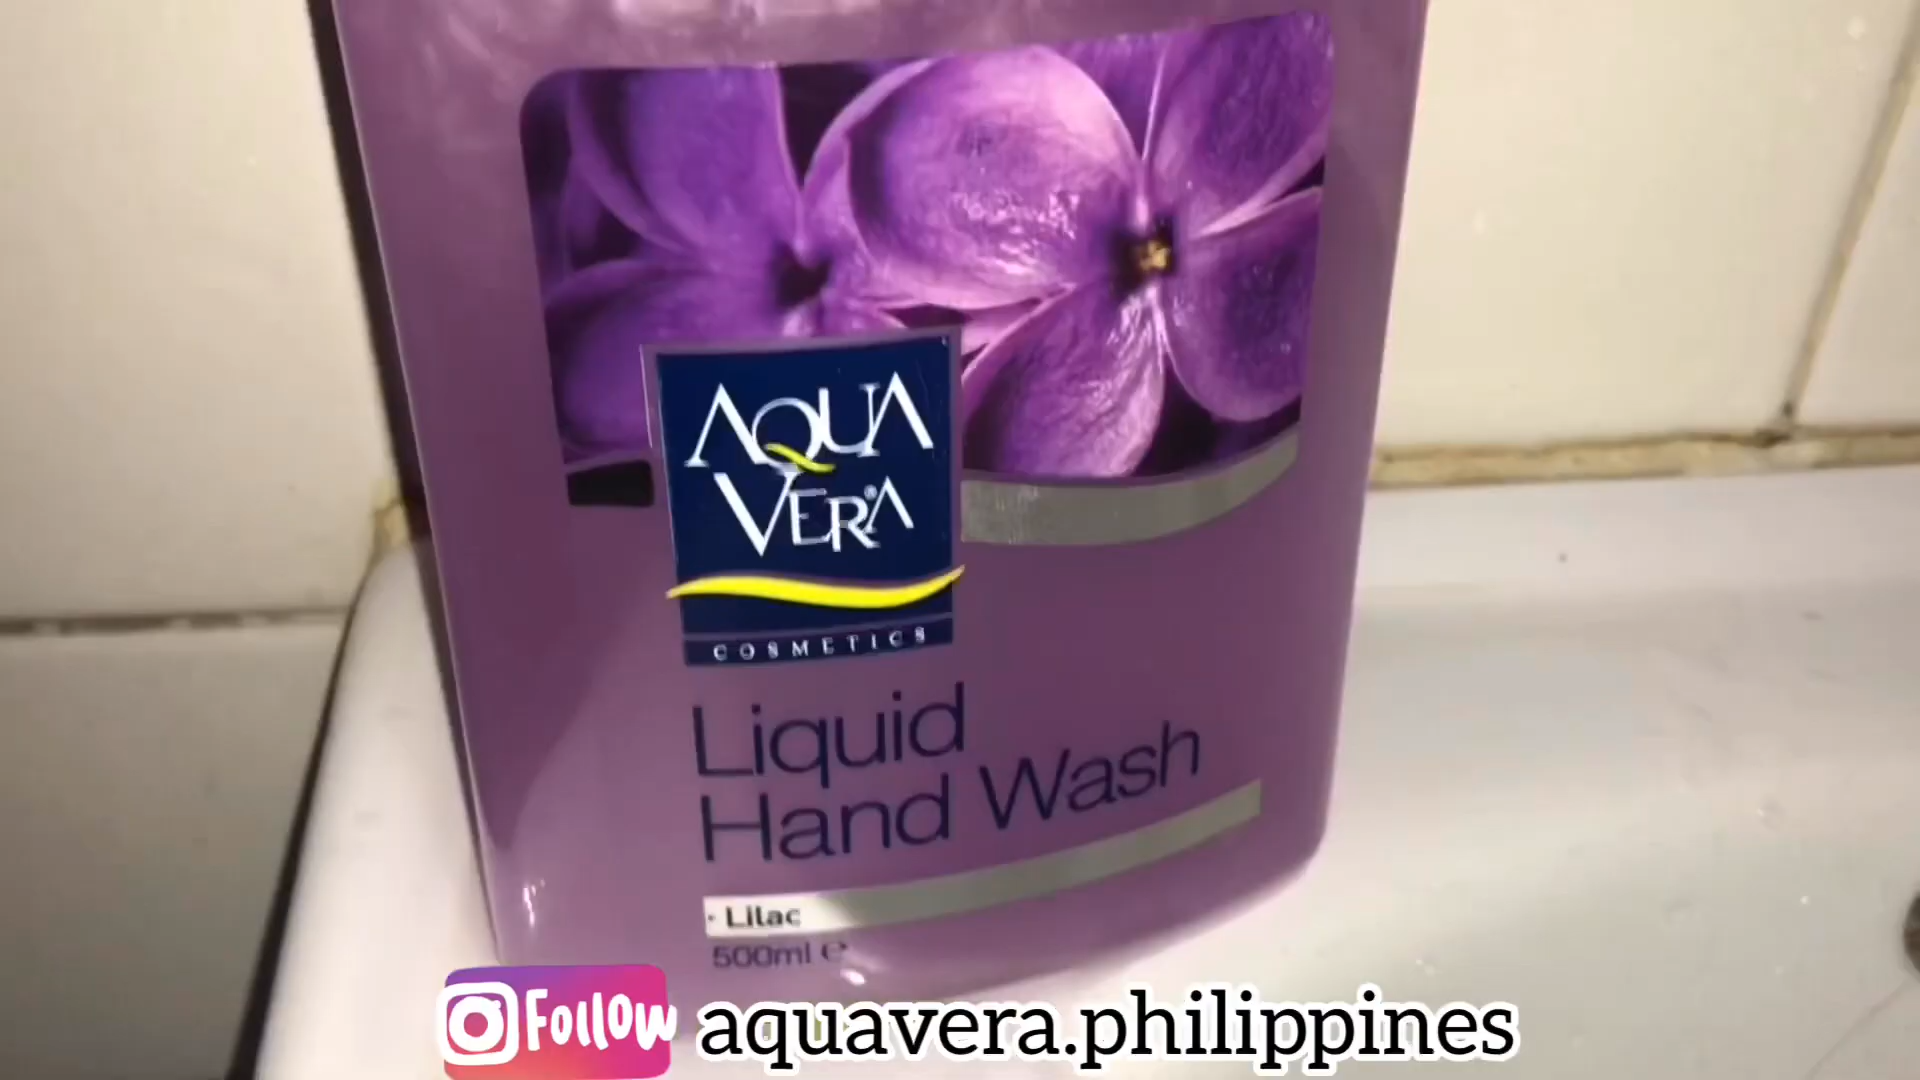 AQUA
VERA®
COSMETICS
Liquid
Hand Wash
· Lilac
500ml ℮
Follow aquavera.philippines